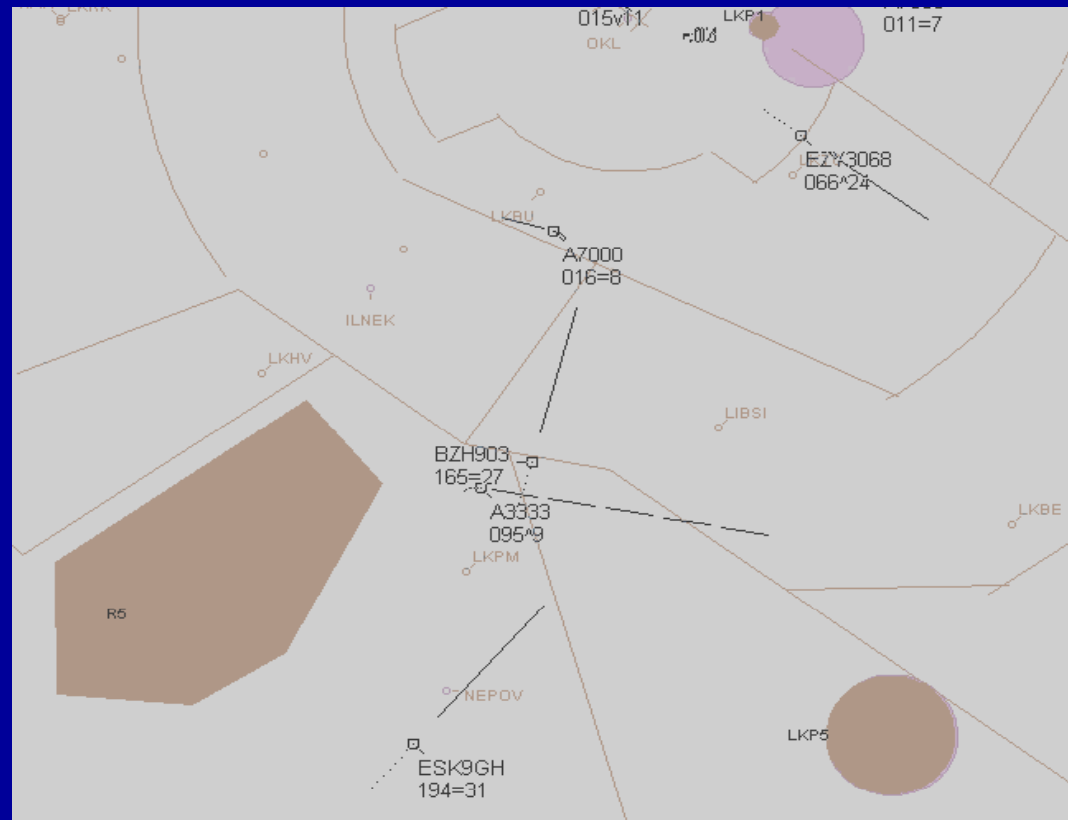 LKP1
015v11
011=7
OKL
EZY3068
066^24
LKBU
A7000
016=8
ILNEK
LKHV
LIBSI
BZH903
165=27
A3333
095^9
LKBE
LKPM
R5
NEPOV
LKP5
ESK9GH
194=31